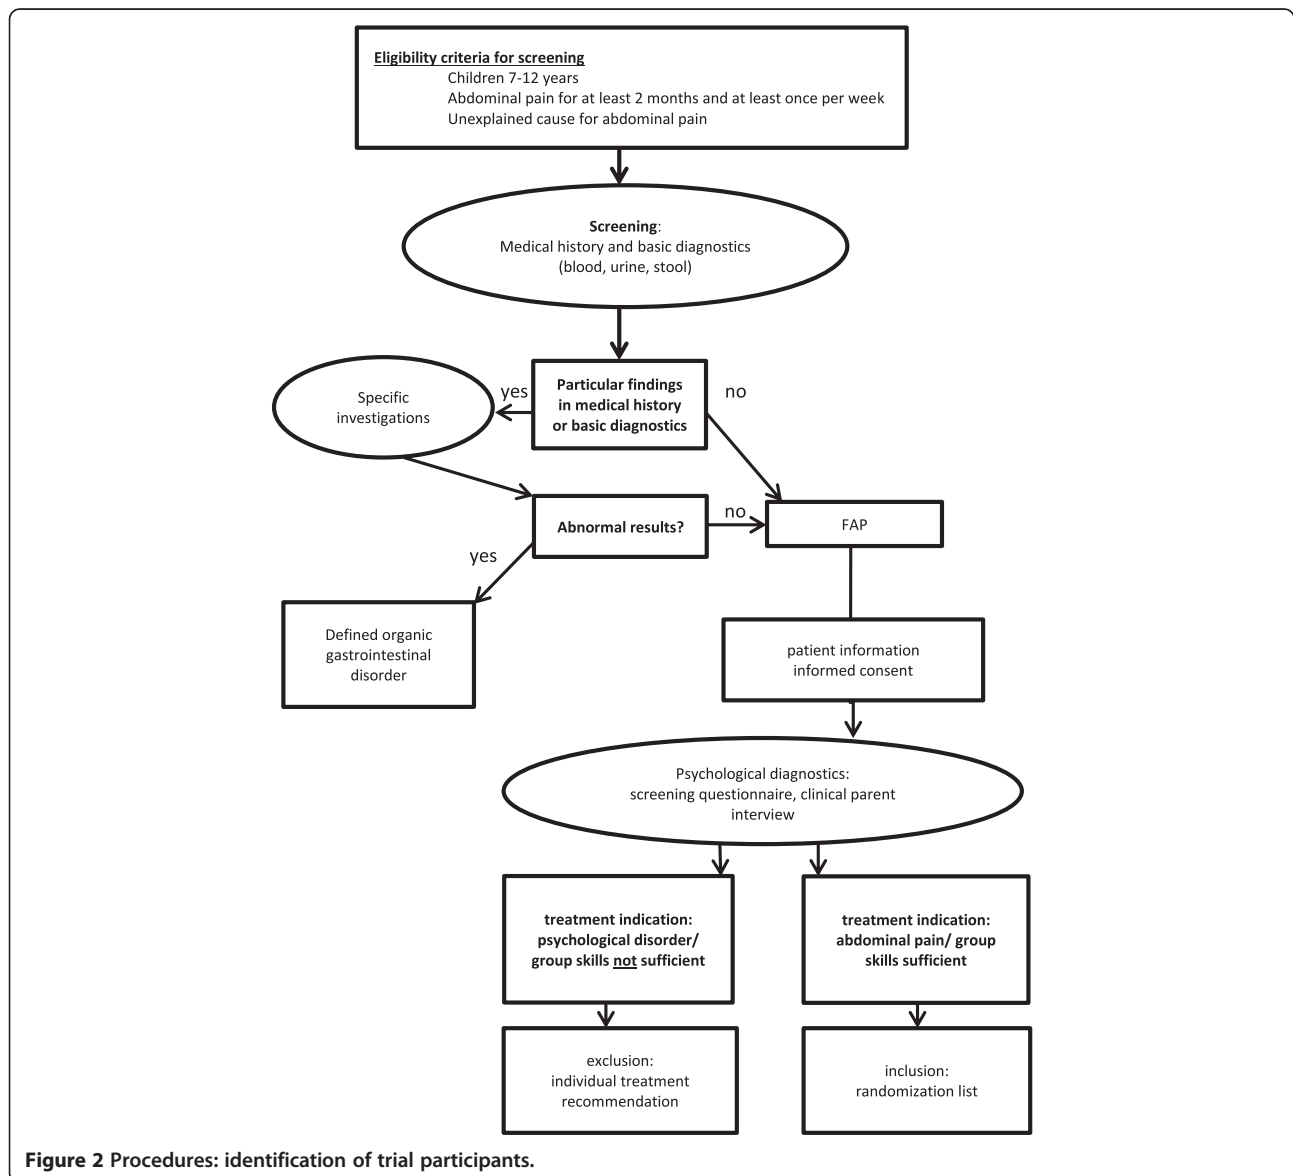 Eligibility criteria for screening
Children 7-12 years
Abdominal pain for at least 2 months and at least once per week
Unexplained cause for abdominal pain
Screening:
Medical history and basic diagnostics
(blood, urine, stool)
Specific
investigations
yes
Particular findings
in medical history
or basic diagnostics
no
Abnormal results?
no
FAP
yes
Defined organic
gastrointestinal
disorder
patient information
informed consent
Psychological diagnostics:
screening questionnaire, clinical parent
interview
treatment indication:
psychological disorder/
group skills not sufficient
treatment indication:
abdominal pain/ group
skills sufficient
exclusion:
individual treatment
recommendation
inclusion:
randomization list
Figure 2 Procedures: identification of trial participants.